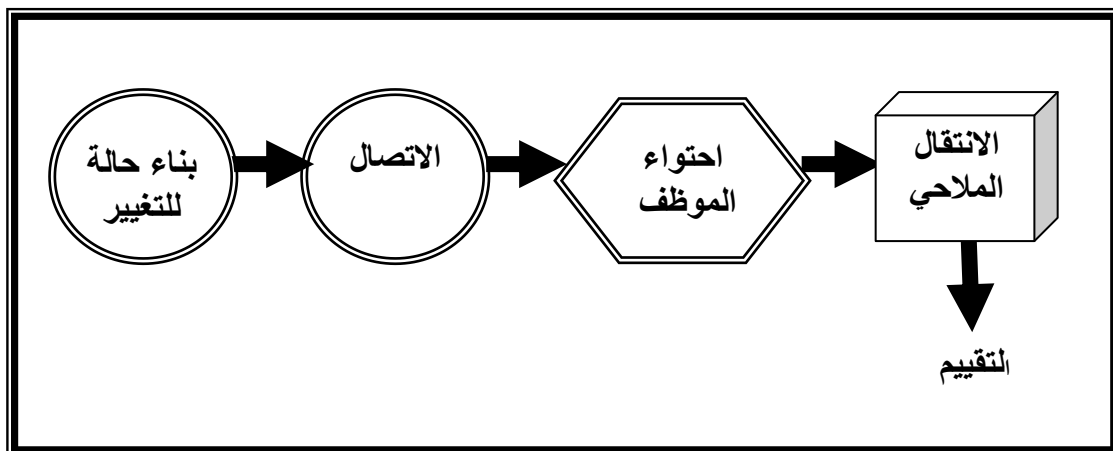 بناء حالة
للتغيير
الاتصال
احتواء
الموظف
الانتقال
الملاحي
التقييم